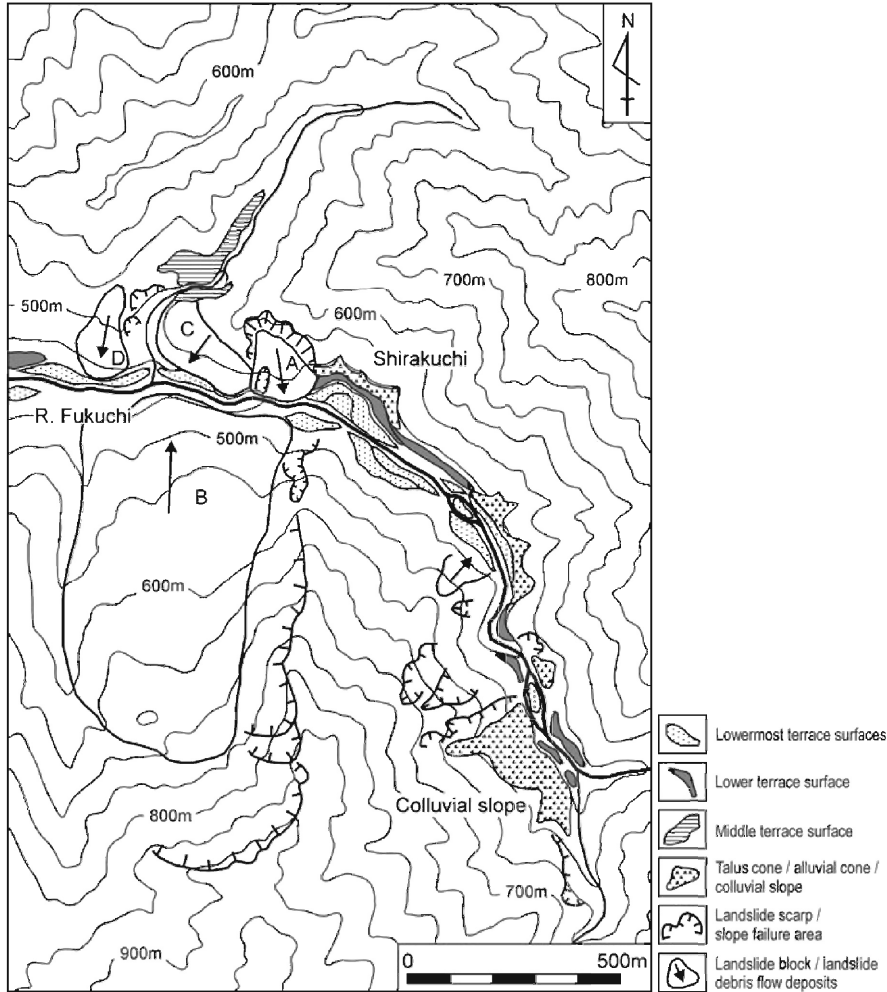 N
600m
700m
800m
500m
600m
C
A
Shirakuchi
D
R. Fukuchi
500m
B
600m
800m
Colluvial slope
700m
900m
0 500m
Lowermost terrace surfaces
Lower terrace surface
Middle terrace surface
Talus cone / alluvial cone /
colluvial slope
Landslide scarp /
slope failure area
Landslide block / landslide
debris flow deposits